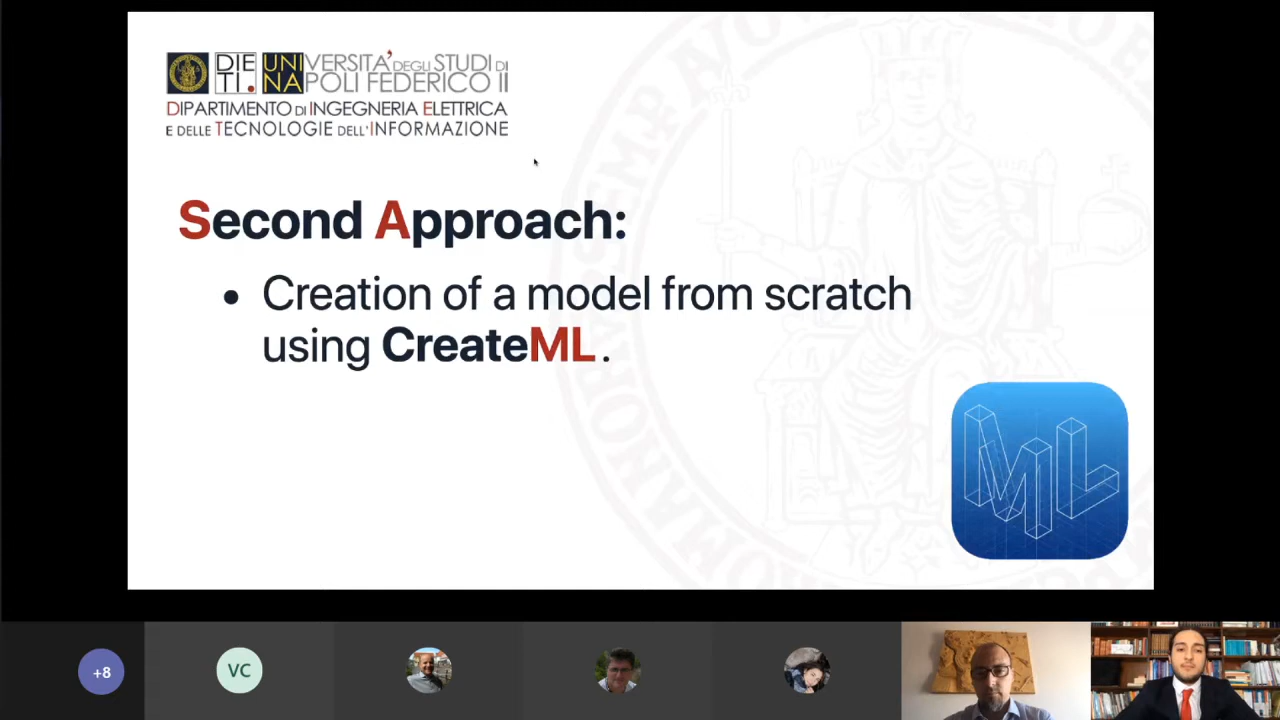 DIE UNIVERSITA' DEGLI STUDI DI
TI. NAPOLI FEDERICO II
DIPARTIMENTO DI INGEGNERIA ELETTRICA
E DELLE TECNOLOGIE DELL'INFORMAZIONE
Second Approach:
• Creation of a model from scratch
using CreateML.
ML
+8
VC